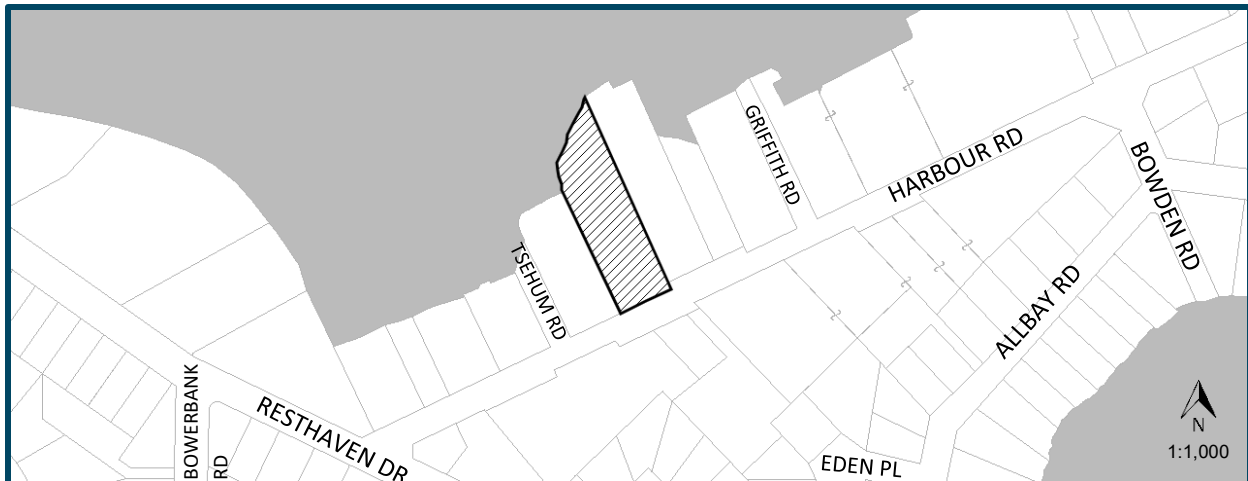 GRIFFITH RD
HARBOUR RD
BOWDEN RD
TSEHUM RD
ALLBAY RD
BOWERBANK
RD
RESTHAVEN DR
EDEN PL
N
1:1,000